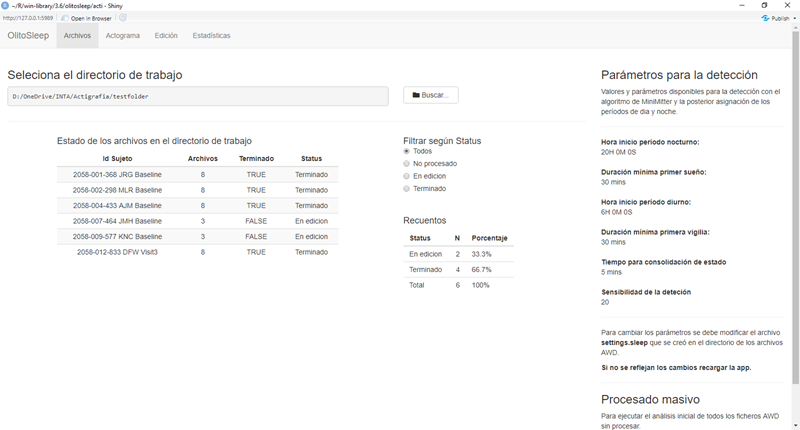 ~/R/win-library/3.6/olitosleep/acti - Shiny
http://127.0.0.1:5989 Open in Browser Publish
OlitoSleep Archivos Actograma Edición Estadísticas
Seleciona el directorio de trabajo
D:/OneDrive/INTA/Actigrafia/testfolder
Buscar...
Estado de los archivos en el directorio de trabajo
Id Sujeto Archivos Terminado Status
2058-001-368 JRG Baseline 8 TRUE Terminado
2058-002-298 MLR Baseline 8 TRUE Terminado
2058-004-433 AJM Baseline 8 TRUE Terminado
2058-007-464 JMH Baseline 3 FALSE En edicion
2058-009-577 KNC Baseline 3 FALSE En edicion
2058-012-833 DFW Visit3 8 TRUE Terminado
Filtrar según Status
Todos
No procesado
En edicion
Terminado
Recuentos
Status N Porcentaje
En edicion 2 33.3%
Terminado 4 66.7%
Total 6 100%
Parámetros para la detección
Valores y parámetros disponibles para la detección con el
algoritmo de MiniMitter y la posterior asignación de los
períodos de dia y noche.
Hora inicio período nocturno:
20H 0M 0S
Duración mínima primer sueño:
30 mins
Hora inicio período diurno:
6H 0M 0S
Duración mínima primera vigilia:
30 mins
Tiempo para consolidación de estado
5 mins
Sensibilidad de la deteción
20
Para cambiar los parámetros se debe modificar el archivo
settings.sleep que se creó en el directorio de los archivos
AWD.
Si no se reflejan los cambios recargar la app.
Procesado masivo
Para ejecutar el análisis inicial de todos los ficheros AWD
sin procesar.